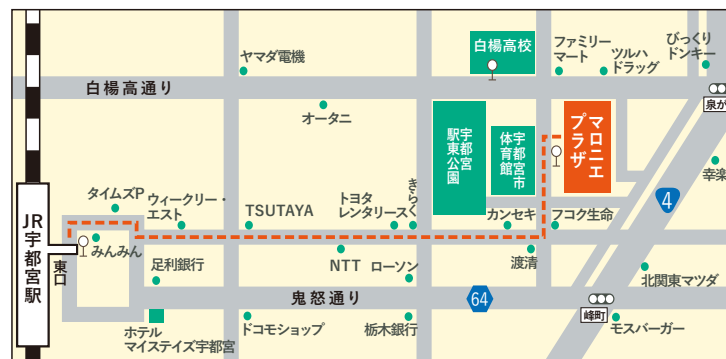 白楊高校
ファミリー
マート
ツルハ
ドラッグ
びっくり
ドンキー
ヤマダ電機
白楊高通り
泉が
オータニ
宇都宮
駅東公園
宇都宮市
体育館
マロニエ
プラザ
幸楽
4
タイムズP
ウィークリー・
エスト
TSUTAYA
トヨタ
レンタリース
きらく
カンセキ
フコク生命
JR宇都宮駅
東口
みんみん
足利銀行
NTT
ローソン
渡清
北関東マツダ
鬼怒通り
64
峰町
ホテル
マイステイズ宇都宮
ドコモショップ
栃木銀行
モスバーガー